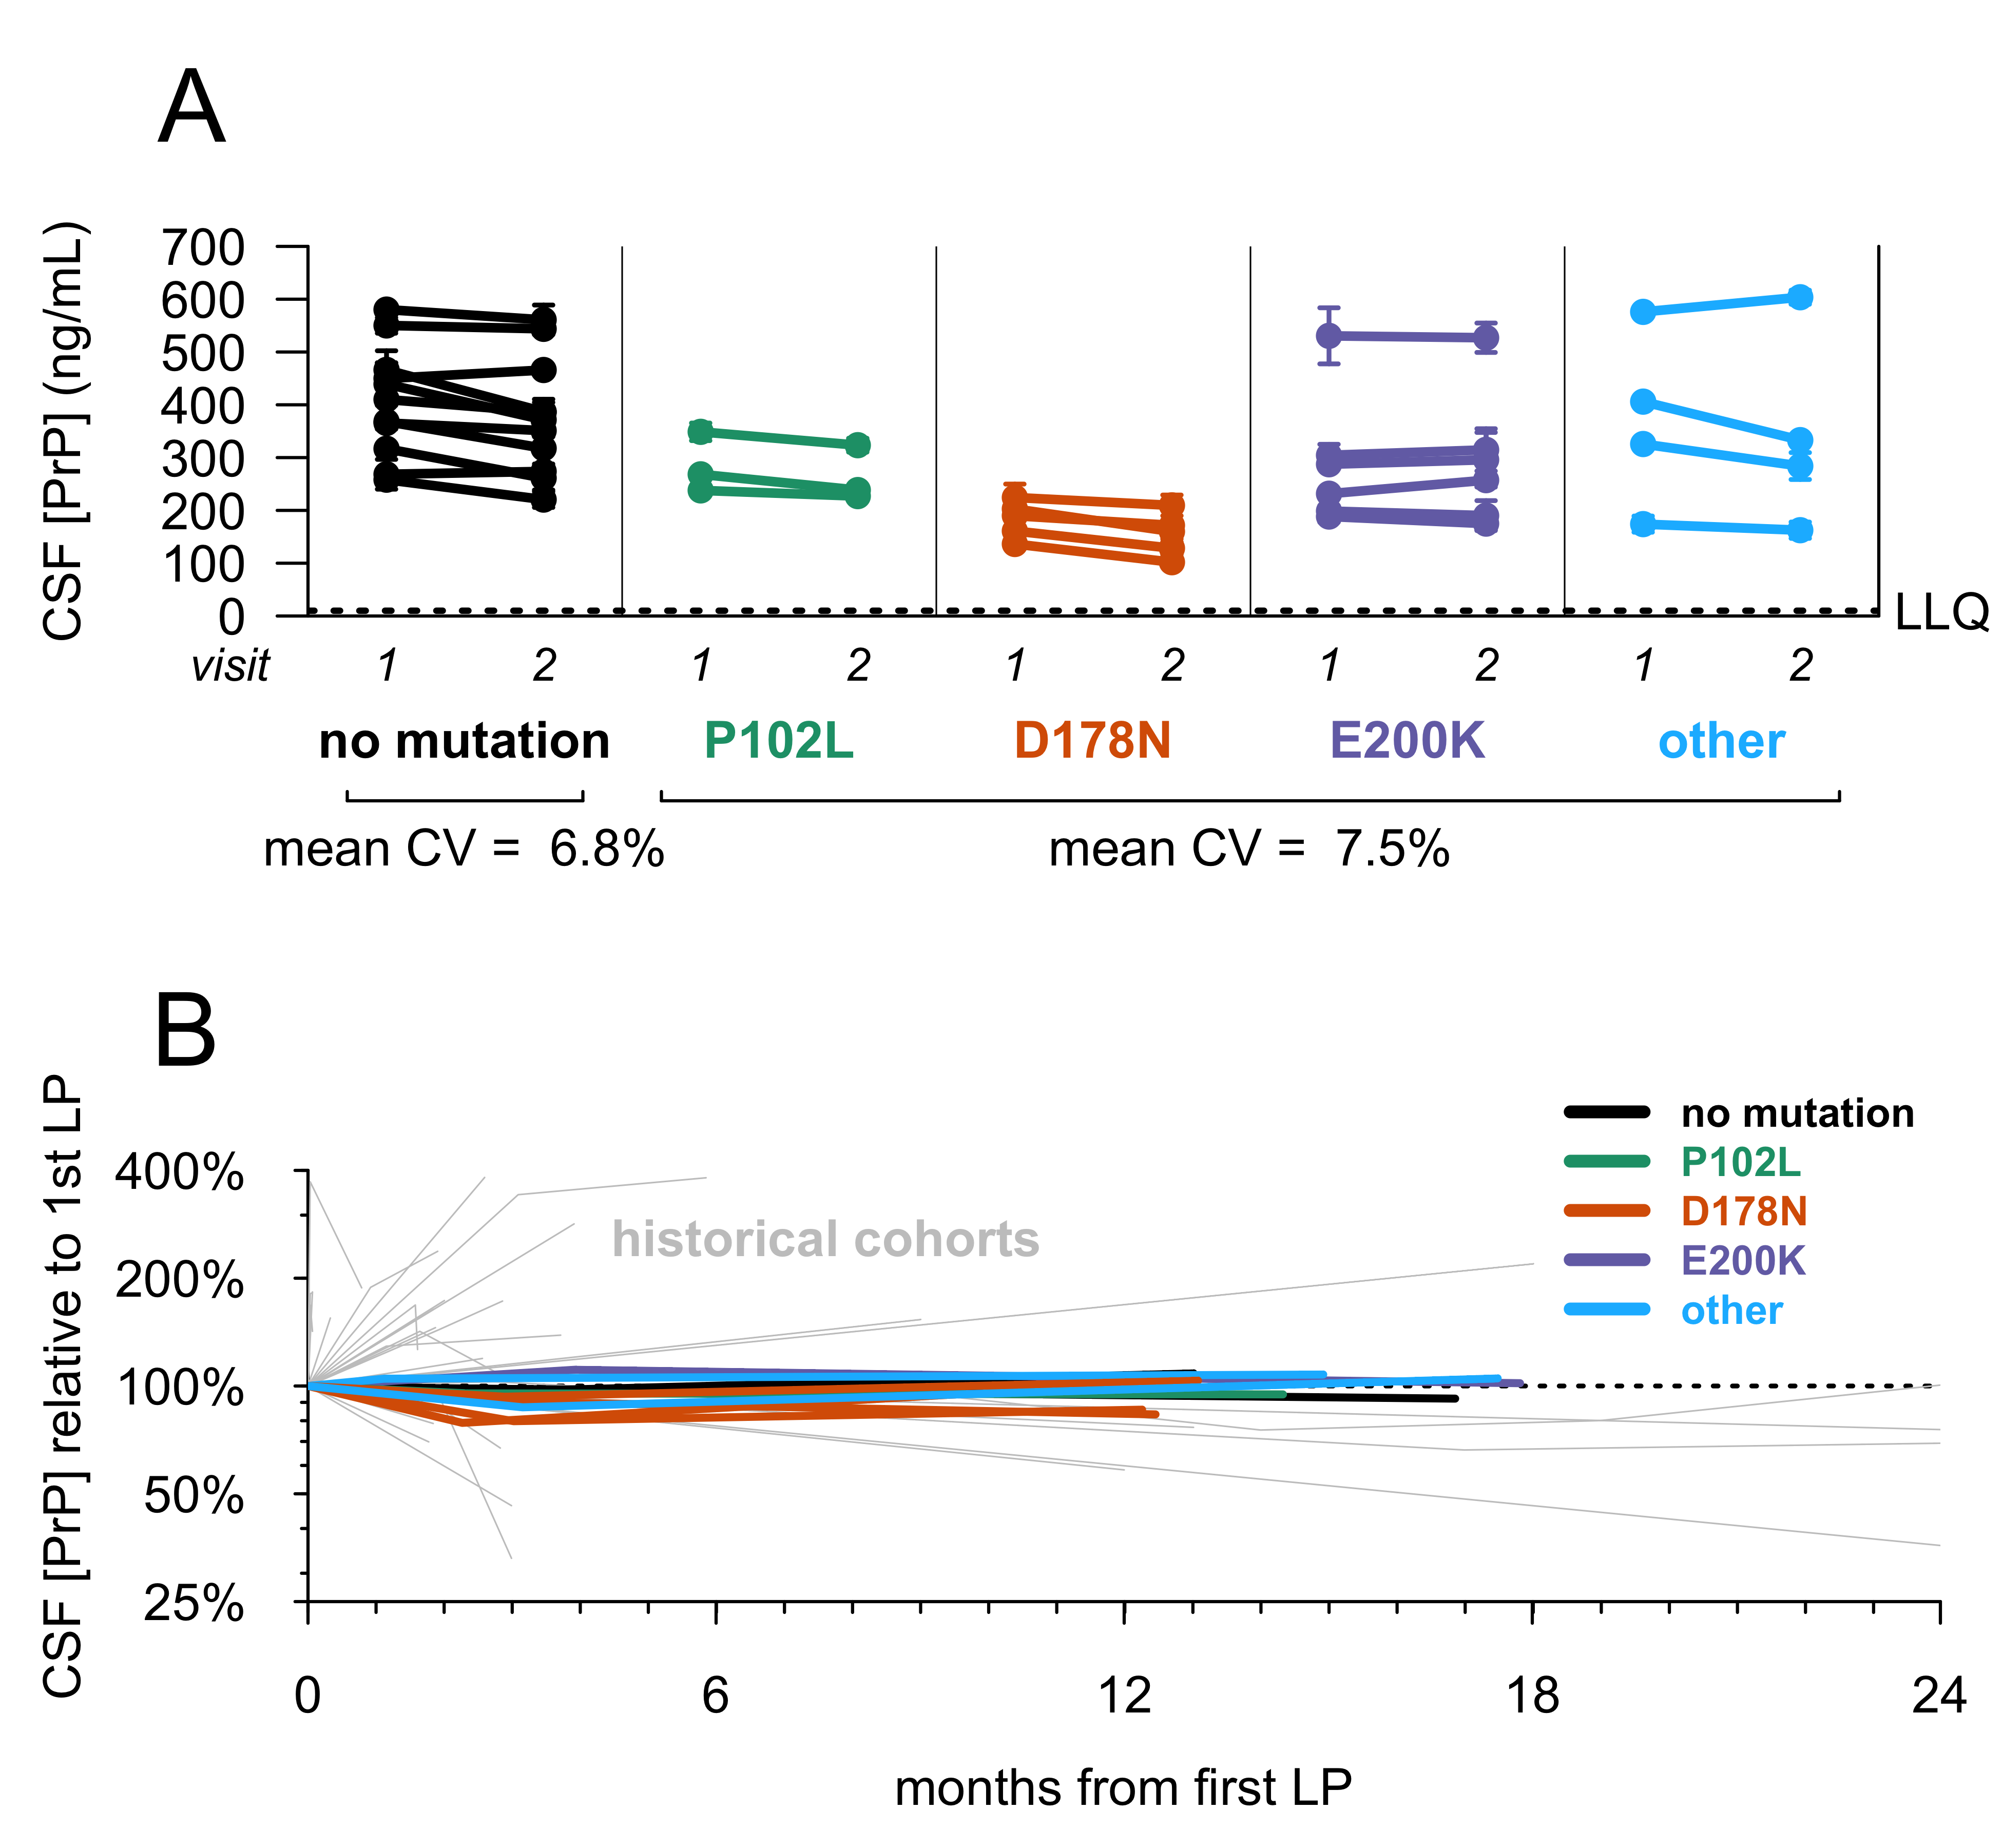 A
CSF [PrP] (ng/mL)
700
600
500
400
300
200
100
0
LLQ
visit 1 2 1 2 1 2 1 2 1 2
no mutation P102L D178N E200K other
mean CV = 6.8% mean CV = 7.5%
B
CSF [PrP] relative to 1st LP
400%
200%
100%
50%
25%
historical cohorts
no mutation
P102L
D178N
E200K
other
0 6 12 18 24
months from first LP